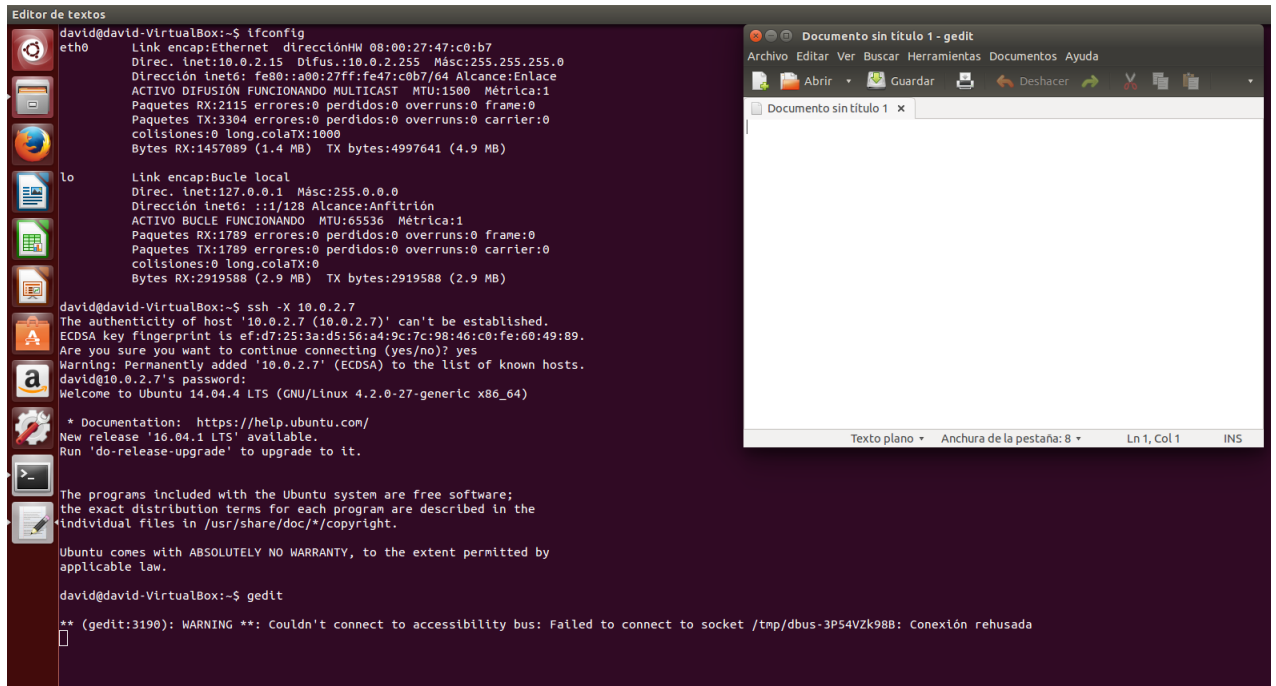 Editor de textos
david@david-VirtualBox:~$ ifconfig
eth0      Link encap:Ethernet  direcciónHW 08:00:27:47:c0:b7
          Direc. inet:10.0.2.15  Difus.:10.0.2.255  Másc:255.255.255.0
          Dirección inet6: fe80::a00:27ff:fe47:c0b7/64 Alcance:Enlace
          ACTIVO DIFUSIÓN FUNCIONANDO MULTICAST  MTU:1500  Métrica:1
          Paquetes RX:2115 errores:0 perdidos:0 overruns:0 frame:0
          Paquetes TX:3304 errores:0 perdidos:0 overruns:0 carrier:0
          colisiones:0 long.colaTX:1000
          Bytes RX:1457089 (1.4 MB)  TX bytes:4997641 (4.9 MB)
lo        Link encap:Bucle local
          Direc. inet:127.0.0.1  Másc:255.0.0.0
          Dirección inet6: ::1/128 Alcance:Anfitrión
          ACTIVO BUCLE FUNCIONANDO  MTU:65536  Métrica:1
          Paquetes RX:1789 errores:0 perdidos:0 overruns:0 frame:0
          Paquetes TX:1789 errores:0 perdidos:0 overruns:0 carrier:0
          colisiones:0 long.colaTX:0
          Bytes RX:2919588 (2.9 MB)  TX bytes:2919588 (2.9 MB)
david@david-VirtualBox:~$ ssh -X 10.0.2.7
The authenticity of host '10.0.2.7 (10.0.2.7)' can't be established.
ECDSA key fingerprint is ef:d7:25:3a:d5:56:a4:9c:7c:98:46:c0:fe:60:49:89.
Are you sure you want to continue connecting (yes/no)? yes
Warning: Permanently added '10.0.2.7' (ECDSA) to the list of known hosts.
david@10.0.2.7's password:
Welcome to Ubuntu 14.04.4 LTS (GNU/Linux 4.2.0-27-generic x86_64)
 * Documentation:  https://help.ubuntu.com/
New release '16.04.1 LTS' available.
Run 'do-release-upgrade' to upgrade to it.
The programs included with the Ubuntu system are free software;
the exact distribution terms for each program are described in the
individual files in /usr/share/doc/*/copyright.
Ubuntu comes with ABSOLUTELY NO WARRANTY, to the extent permitted by
applicable law.
david@david-VirtualBox:~$ gedit
** (gedit:3190): WARNING **: Couldn't connect to accessibility bus: Failed to connect to socket /tmp/dbus-3P54VZk98B: Conexión rehusada
Documento sin título 1 - gedit
Archivo Editar Ver Buscar Herramientas Documentos Ayuda
Abrir Guardar Deshacer
Documento sin título 1 x
Texto plano Anchura de la pestaña: 8 Ln 1, Col 1 INS